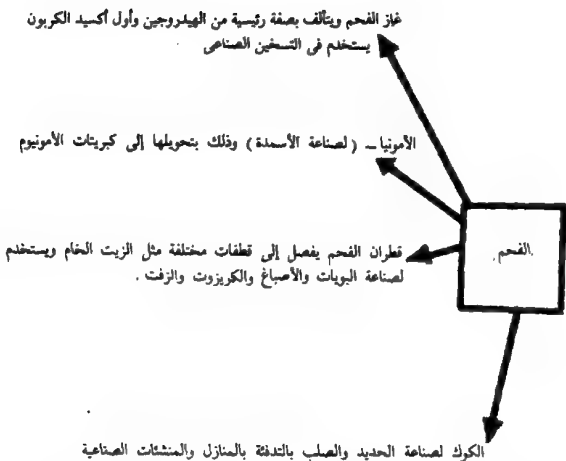 غاز الفحم ويتألف بصفة رئيسية من الهيدروجين وأول أكسيد الكربون
يستخدم فى التسخين الصناعى
الأمونيا ــ ( لصناعة الأسمدة ) وذلك بتحويلها إلى كبريتات الأمونيوم
الفحم
قطران الفحم يفصل إلى قطفات مختلفة مثل الزيت الخام ويستخدم
لصناعة البويات والأصباغ والكريزوت والزفت .
الكوك لصناعة الحديد والصلب بالتدفئة بالمنازل والمنشئات الصناعية